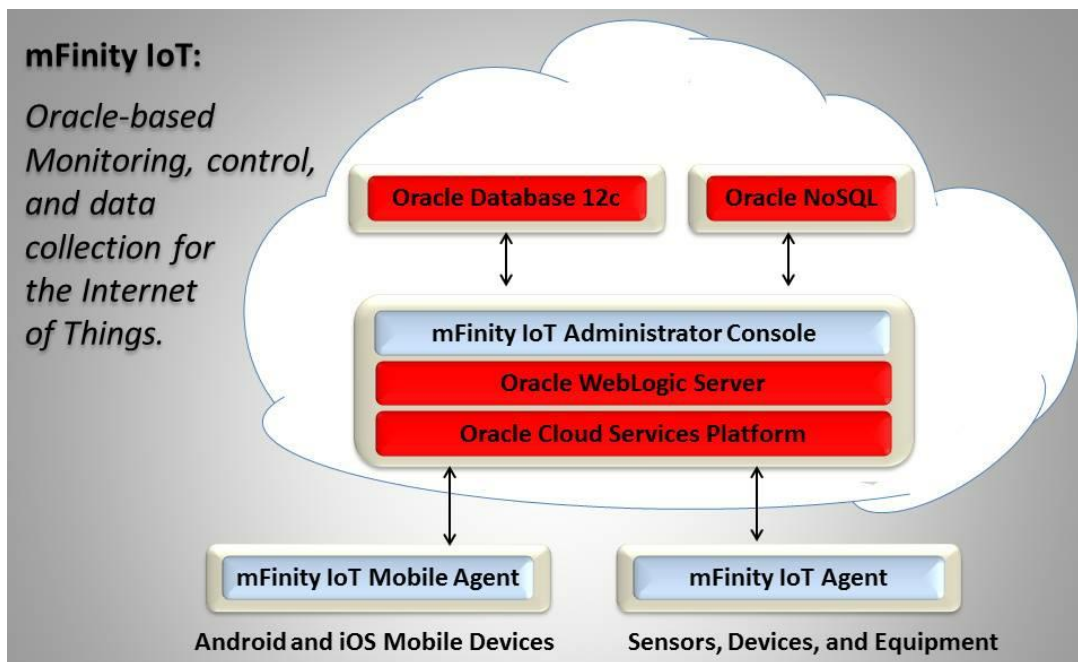 mFinity IoT:
Oracle-based
Monitoring, control,
and data
collection for
the Internet
of Things.
Oracle Database 12c
Oracle NoSQL
mFinity IoT Administrator Console
Oracle WebLogic Server
Oracle Cloud Services Platform
mFinity IoT Mobile Agent
mFinity IoT Agent
Android and iOS Mobile Devices
Sensors, Devices, and Equipment